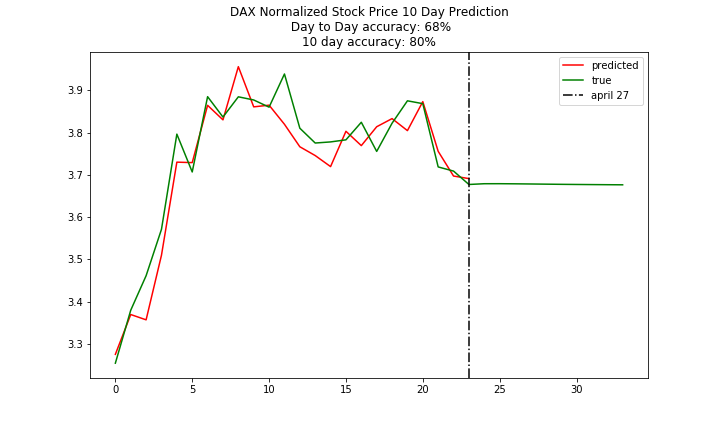 DAX Normalized Stock Price 10 Day Prediction
Day to Day accuracy: 68%
10 day accuracy: 80%
predicted
true
april 27
3.9
3.8
3.7
3.6
3.5
3.4
3.3
0 5 10 15 20 25 30